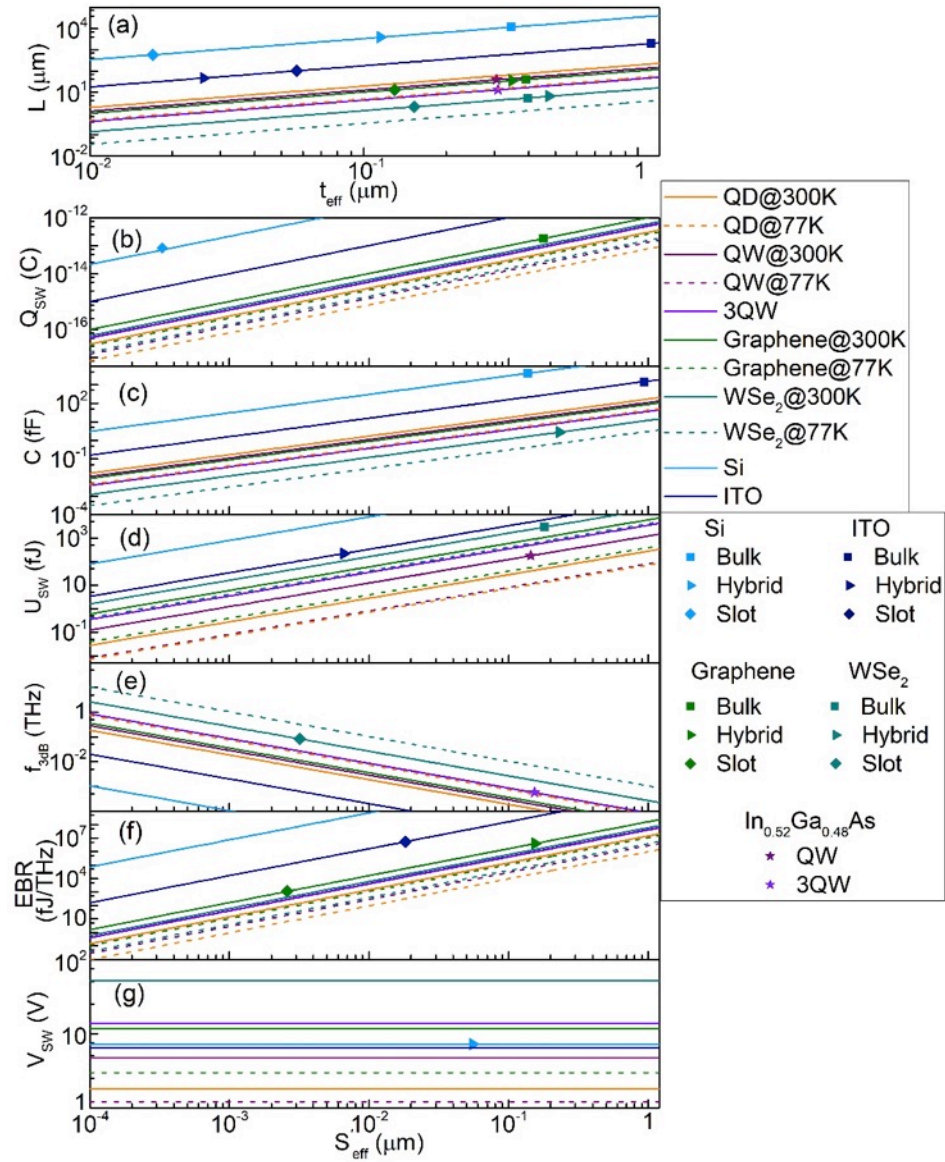 (a)
10⁴
10¹
10⁻²
L (μm)
10⁻²
10⁻¹
1
t_eff (μm)
(b)
10⁻¹²
10⁻¹⁴
10⁻¹⁶
Q_SW (C)
(c)
10²
10⁻¹
10⁻⁴
C (fF)
(d)
10⁻⁴
10³
10
10⁻¹
U_SW (fJ)
(e)
1
10⁻²
f_3dB (THz)
(f)
10⁷
10⁴
10
10²
EBR
(fJ/THz)
(g)
10
1
V_SW (V)
10⁻⁴
10⁻³
10⁻²
10⁻¹
1
S_eff (μm)
QD@300K
QD@77K
QW@300K
QW@77K
3QW
Graphene@300K
Graphene@77K
WSe₂@300K
WSe₂@77K
Si
ITO
Si ITO
Bulk Bulk
Hybrid Hybrid
Slot Slot
Graphene WSe₂
Bulk Bulk
Hybrid Hybrid
Slot Slot
In₀.₅₂Ga₀.₄₈As
QW
3QW